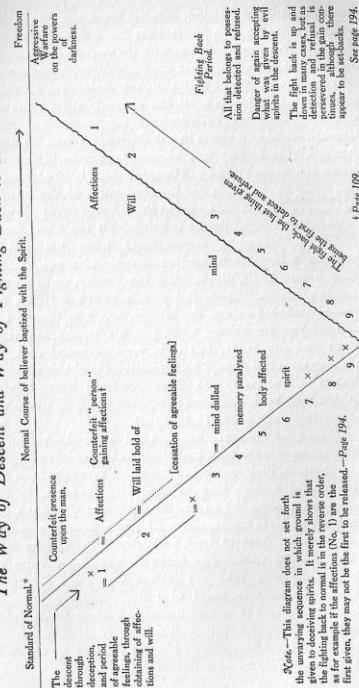 The Way of Descent and Way of Fighting Back to
Standard of Normal.*
Normal Course of believer baptized with the Spirit.
Freedom
The
descent
through
deception,
and period
of agreeable
feelings, through
obtaining of affec-
tions and will.
Counterfeit presence
upon the man,
× = 1
Affections
Counterfeit "person"
gaining affections†
2
= Will laid hold of
= ×
[cessation of agreeable feelings]
3 = mind dulled
4 memory paralysed
5 body affected
6 spirit
7 ×
8 ×
9 ×
Aggressive
Warfare
on the powers
of
darkness.
Affections 1
Will 2
mind 3
4
5
6
7
8
9
The fight back, the last thing given
being the first to detect and refuse.
Fighting Back
Period.
All that belongs to posses-
sion detected and refused.
Danger of again accepting
what was given by evil
spirits in the descent.
The fight back is up and
down in many cases, but as
detection and refusal is
persevered in the gain con-
tinues, although there
appear to be set-backs.
See page 194.
Note.—This diagram does not set forth
the unvarying sequence in which ground is
given to deceiving spirits. It merely shows that
the fighting back to normal is in the reverse order,
as for example if the affections (No. 1) are the
first given, they may not be the first to be released.—Page 194.
† Page 109.